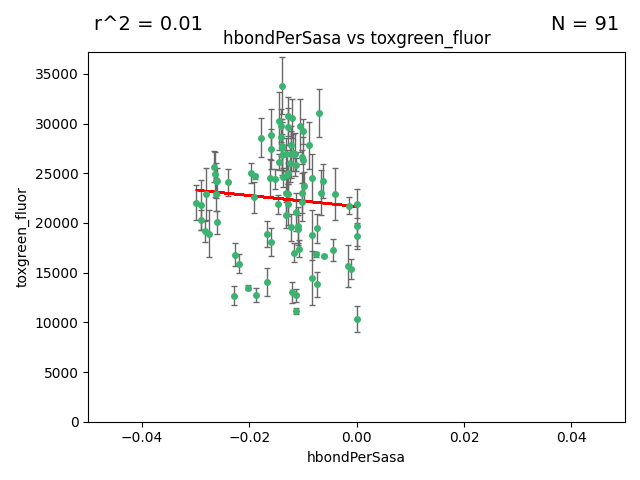 r^2 = 0.01
N = 91
hbondPerSasa vs toxgreen_fluor
35000
30000
25000
20000
15000
10000
5000
0
toxgreen_fluor
−0.04
−0.02
0.00
0.02
0.04
hbondPerSasa